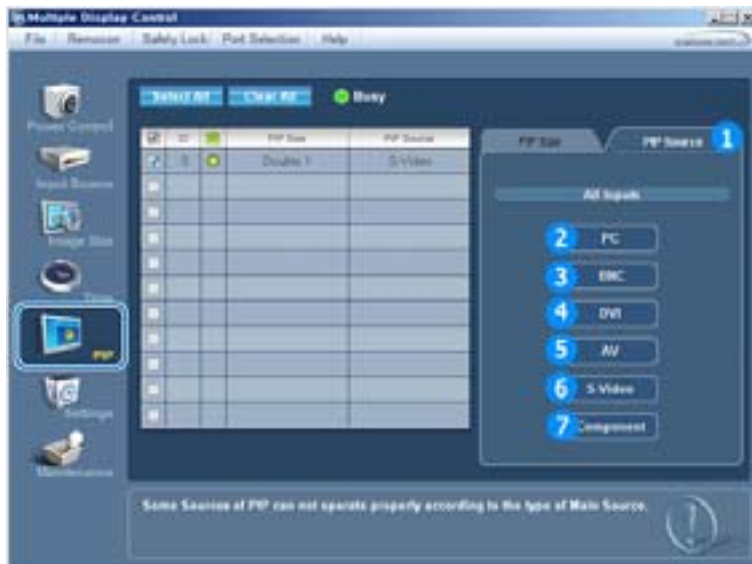 Multiple Display Control
File Remocon Safety Lock Port Selection Help
Select All Clear All Busy
ID PIP Size PIP Source
Double 1 S-Video
PIP Size PIP Source 1
All Inputs
2 PC
3 BNC
4 DVI
5 AV
6 S-Video
7 Component
Power Control
Input Source
Image Size
Time
PIP
Settings
Maintenance
Some Sources of PIP can not operate properly according to the type of Main Source.